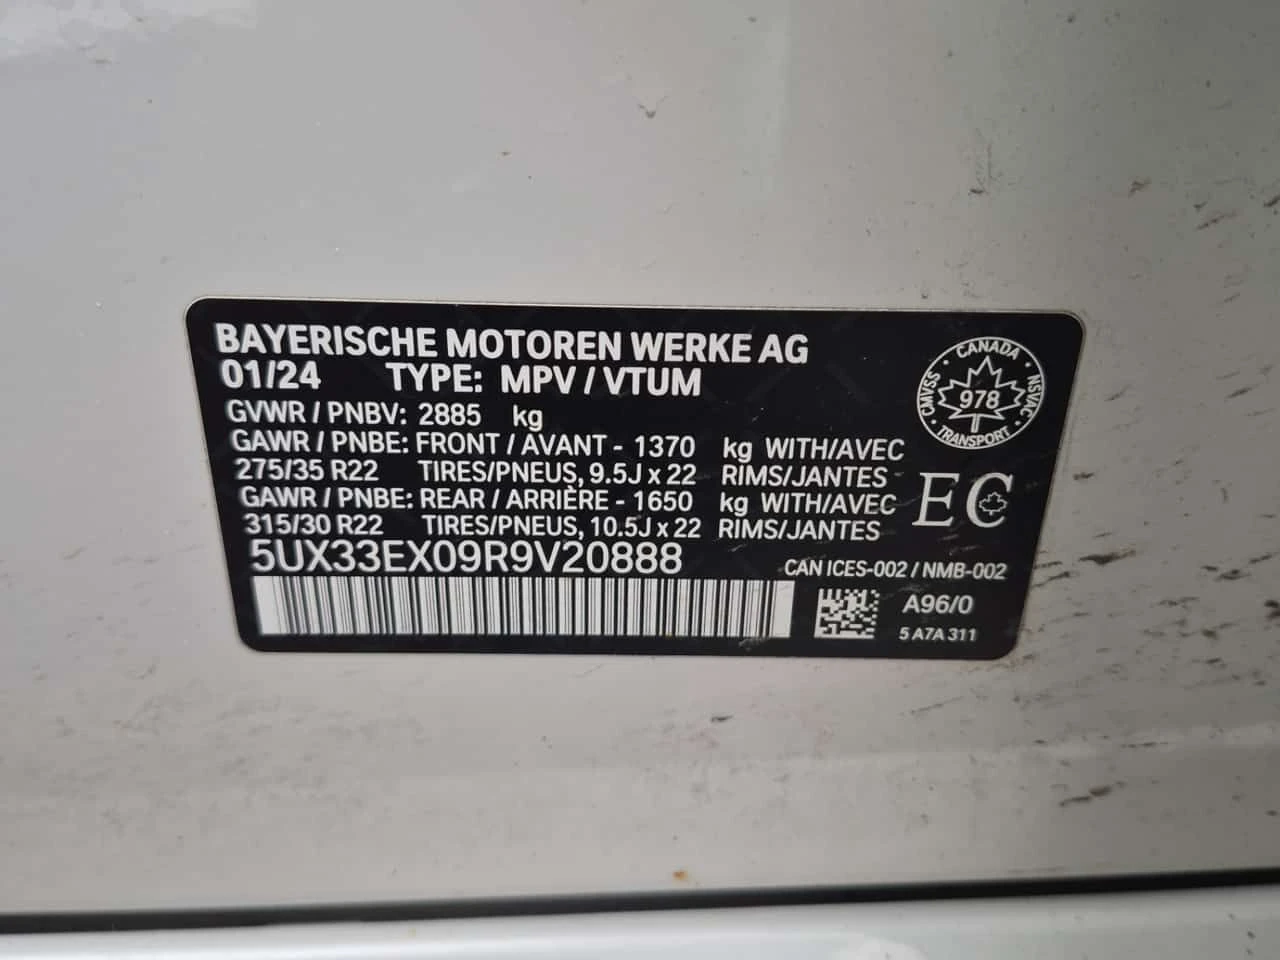 BAYERISCHE MOTOREN WERKE AG
01/24 TYPE: MPV / VTUM
GVWR / PNBV: 2885 kg
GAWR / PNBE: FRONT / AVANT - 1370 kg WITH/AVEC
275/35 R22 TIRES/PNEUS, 9.5J x 22 RIMS/JANTES
GAWR / PNBE: REAR / ARRIÈRE - 1650 kg WITH/AVEC
315/30 R22 TIRES/PNEUS, 10.5J x 22 RIMS/JANTES
5UX33EX09R9V20888
CANADA
CMVSS 978 NSVAC
TRANSPORT
EC
CAN ICES-002 / NMB-002
A96/0
5 A7A 311